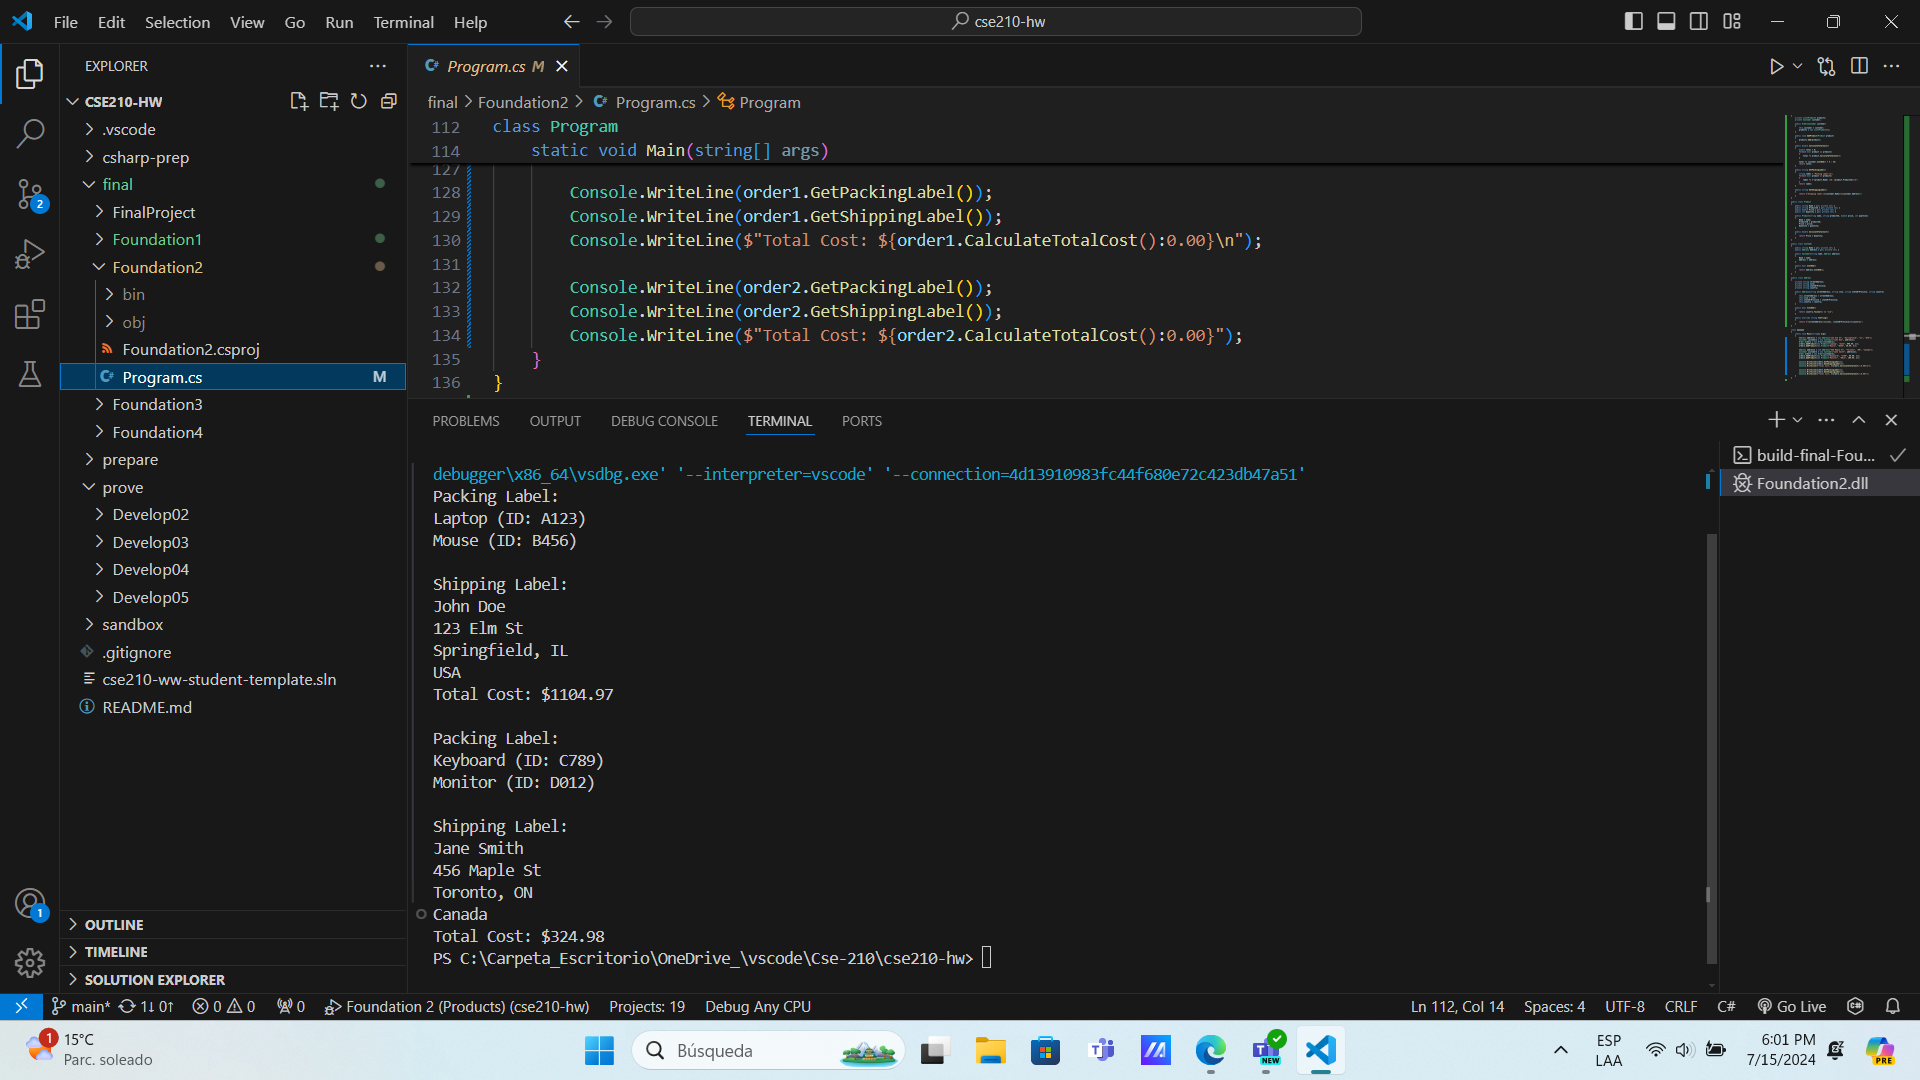 File Edit Selection View Go Run Terminal Help
cse210-hw
EXPLORER
CSE210-HW
.vscode
csharp-prep
final
FinalProject
Foundation1
Foundation2
bin
obj
Foundation2.csproj
Program.cs M
Foundation3
Foundation4
prepare
prove
Develop02
Develop03
Develop04
Develop05
sandbox
.gitignore
cse210-ww-student-template.sln
README.md
OUTLINE
TIMELINE
SOLUTION EXPLORER
2
1
Program.cs M
final > Foundation2 > Program.cs > Program
112 class Program
114 static void Main(string[] args)
127
128 Console.WriteLine(order1.GetPackingLabel());
129 Console.WriteLine(order1.GetShippingLabel());
130 Console.WriteLine($"Total Cost: ${order1.CalculateTotalCost():0.00}\n");
131
132 Console.WriteLine(order2.GetPackingLabel());
133 Console.WriteLine(order2.GetShippingLabel());
134 Console.WriteLine($"Total Cost: ${order2.CalculateTotalCost():0.00}");
135 }
136 }
PROBLEMS OUTPUT DEBUG CONSOLE TERMINAL PORTS
build-final-Fou...
Foundation2.dll
debugger\x86_64\vsdbg.exe' '--interpreter=vscode' '--connection=4d13910983fc44f680e72c423db47a51'
Packing Label:
Laptop (ID: A123)
Mouse (ID: B456)
Shipping Label:
John Doe
123 Elm St
Springfield, IL
USA
Total Cost: $1104.97
Packing Label:
Keyboard (ID: C789)
Monitor (ID: D012)
Shipping Label:
Jane Smith
456 Maple St
Toronto, ON
Canada
Total Cost: $324.98
PS C:\Carpeta_Escritorio\OneDrive_\vscode\Cse-210\cse210-hw>
main* 1↓ 0↑ 0 0 0 Foundation 2 (Products) (cse210-hw) Projects: 19 Debug Any CPU
Ln 112, Col 14 Spaces: 4 UTF-8 CRLF C# Go Live
1
15°C
Parc. soleado
Búsqueda
NEW
ESP
LAA
6:01 PM
7/15/2024
PRE